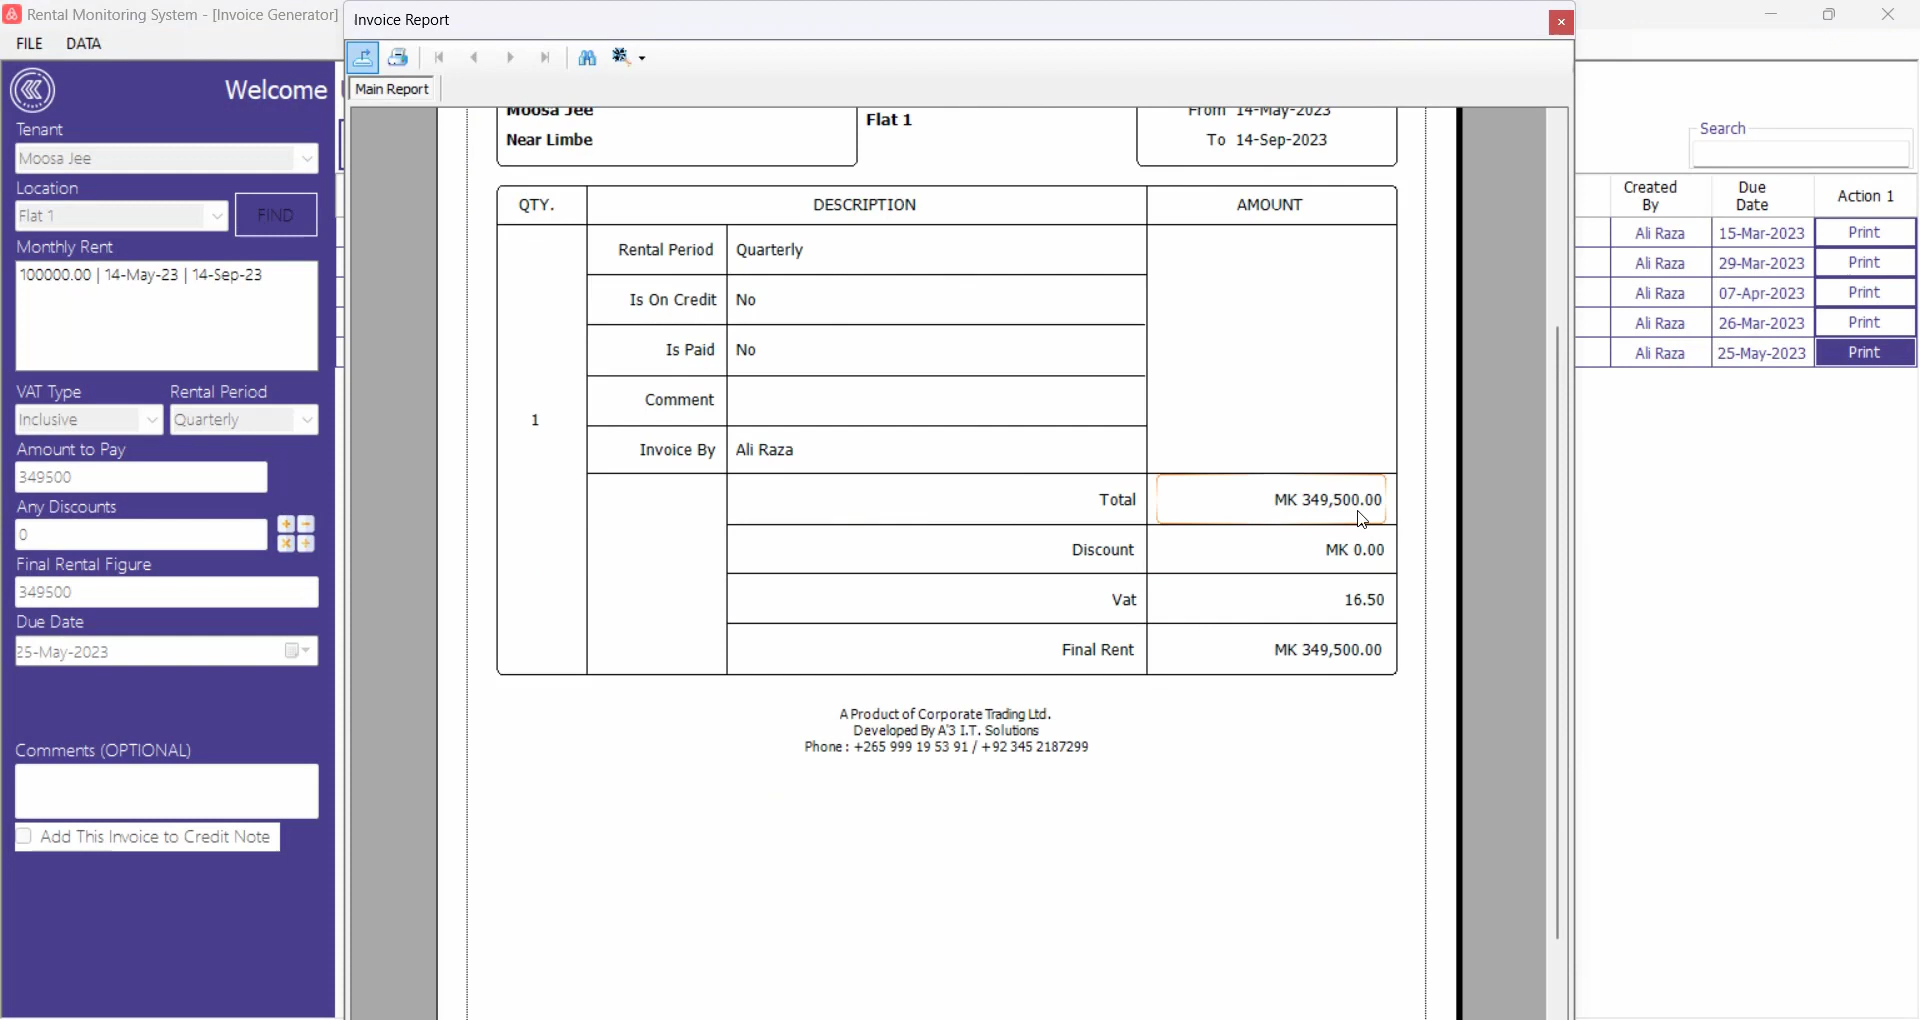 Rental Monitoring System - [Invoice Generator]
Invoice Report
FILE DATA
Main Report
Welcome
Tenant
Moosa Jee
Location
Flat 1
FIND
Monthly Rent
100000.00 | 14-May-23 | 14-Sep-23
VAT Type Rental Period
Inclusive Quarterly
Amount to Pay
349500
Any Discounts
0
Final Rental Figure
349500
Due Date
25-May-2023
Comments (OPTIONAL)
Add This Invoice to Credit Note
Moosa Jee
Near Limbe
Flat 1
From 14-May-2023
To 14-Sep-2023
QTY. DESCRIPTION AMOUNT
1
Rental Period Quarterly
Is On Credit No
Is Paid No
Comment
Invoice By Ali Raza
Total MK 349,500.00
Discount MK 0.00
Vat 16.50
Final Rent MK 349,500.00
A Product of Corporate Trading Ltd.
Developed By A'3 I.T. Solutions
Phone : +265 999 19 53 91 / +92 345 2187299
Search
Created By Due Date Action 1
Ali Raza 15-Mar-2023 Print
Ali Raza 29-Mar-2023 Print
Ali Raza 07-Apr-2023 Print
Ali Raza 26-Mar-2023 Print
Ali Raza 25-May-2023 Print